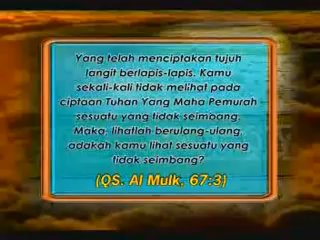 Yang telah menciptakan tujuh
langit berlapis-lapis. Kamu
sekali-kali tidak melihat pada
ciptaan Tuhan Yang Maha Pemurah
sesuatu yang tidak seimbang.
Maka, lihatlah berulang-ulang,
adakah kamu lihat sesuatu yang
tidak seimbang?
(QS. Al Mulk, 67:3)